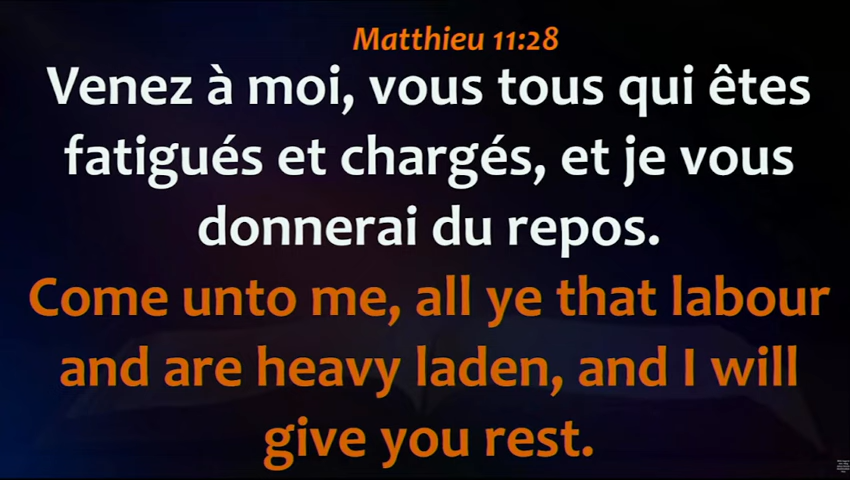 Matthieu 11:28
Venez à moi, vous tous qui êtes
fatigués et chargés, et je vous
donnerai du repos.
Come unto me, all ye that labour
and are heavy laden, and I will
give you rest.